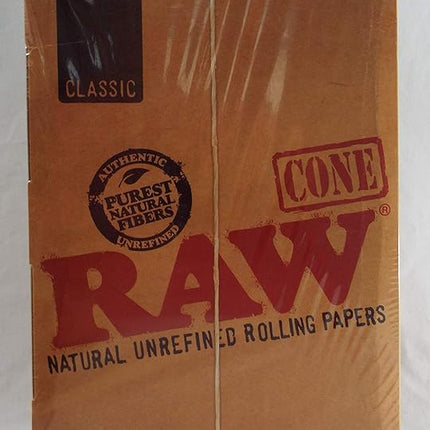 CLASSIC
AUTHENTIC
PUREST
NATURAL
FIBERS
UNREFINED
CONE
RAW®
NATURAL UNREFINED ROLLING PAPERS